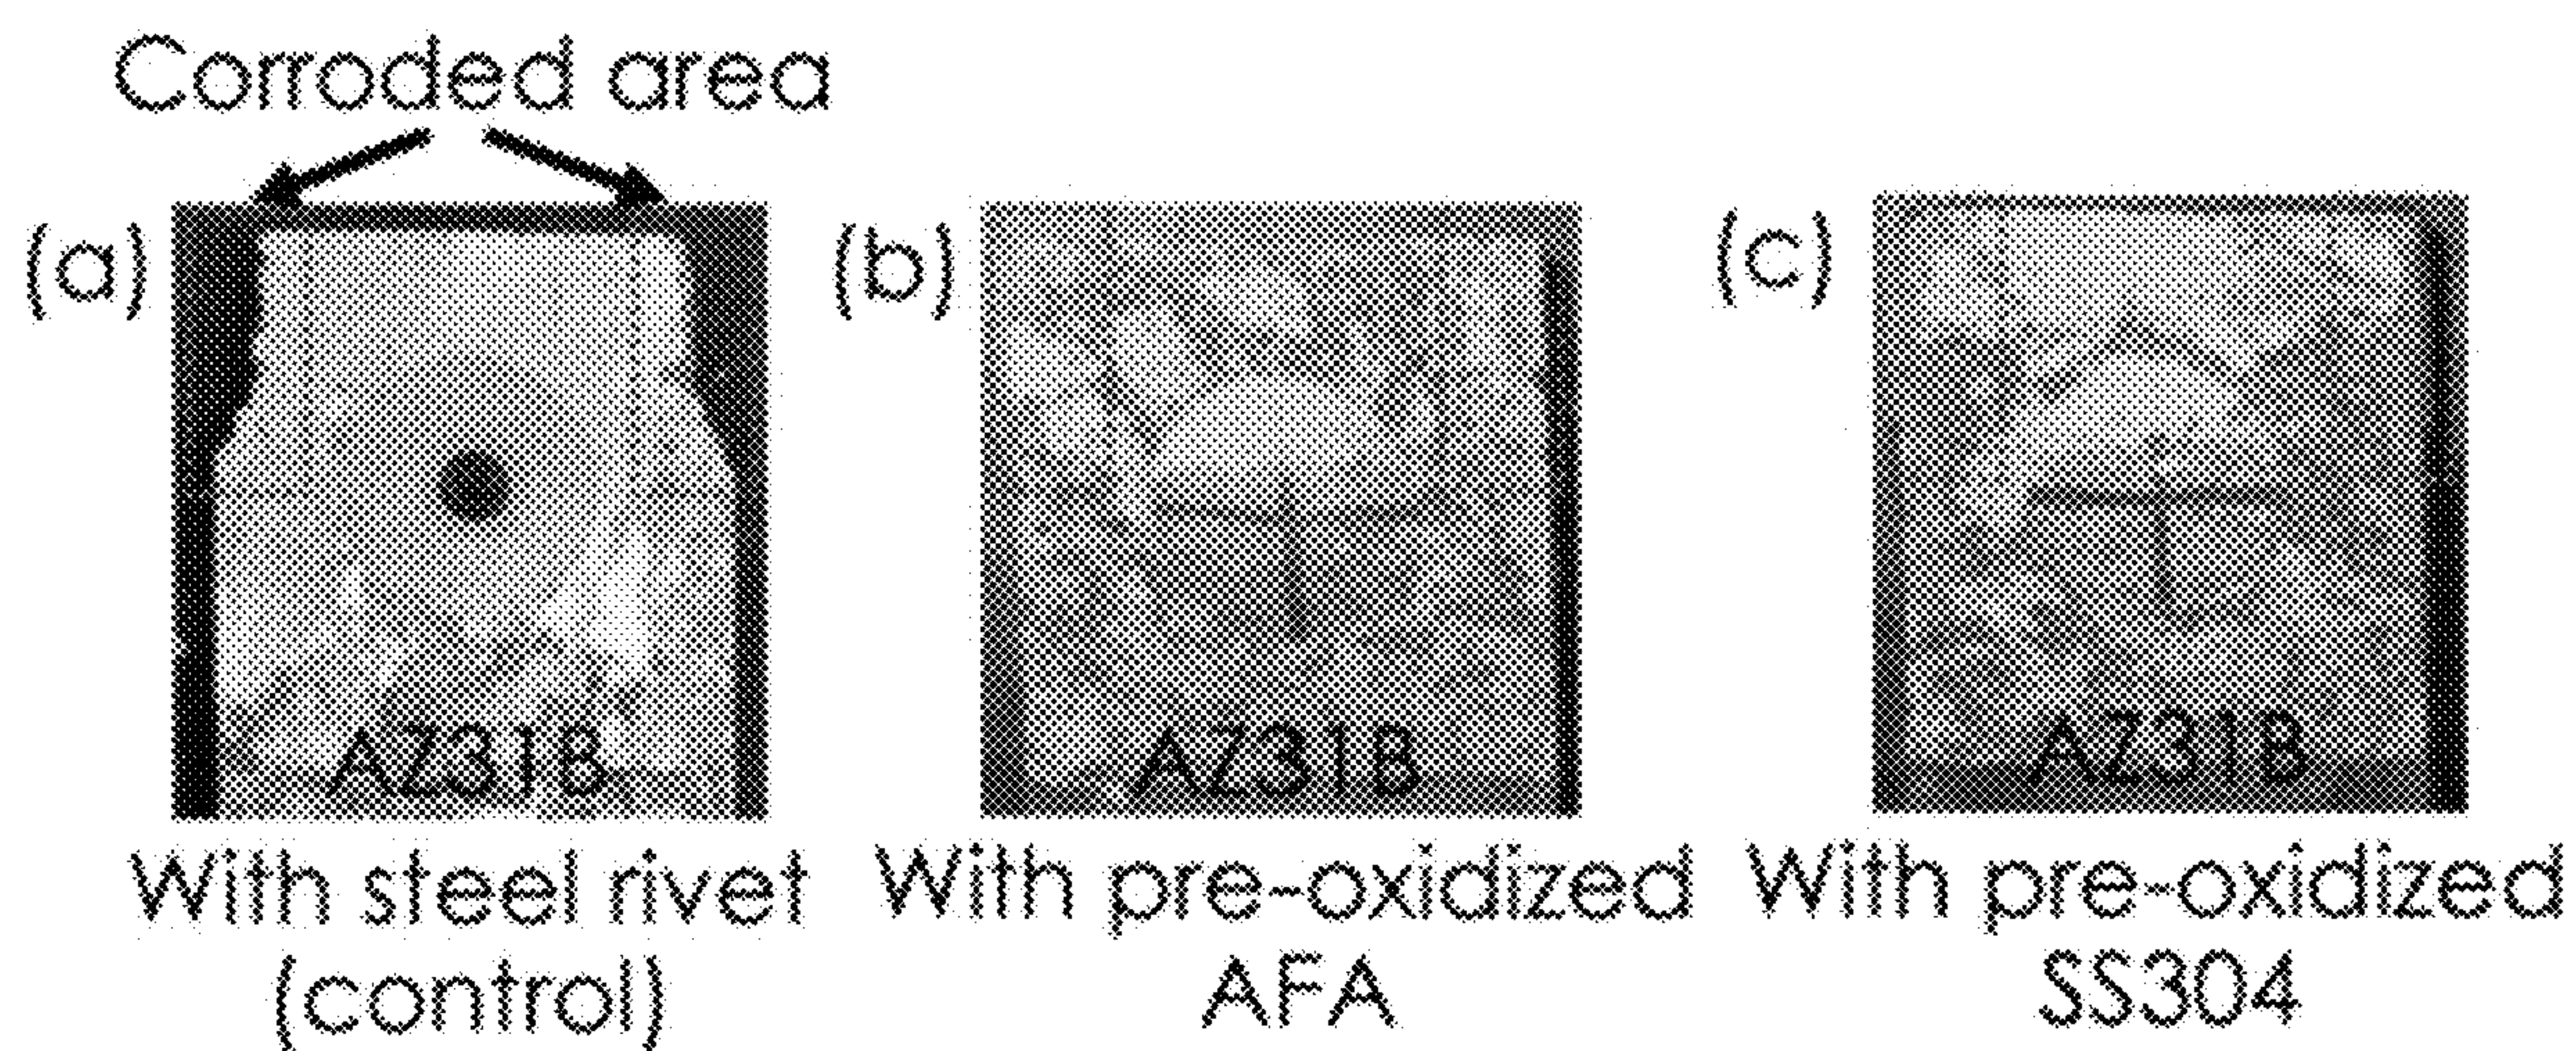 Corroded area
(a)
(b)
(c)
AZ31B
AZ31B
AZ31B
With steel rivet
(control)
With pre-oxidized
AFA
With pre-oxidized
SS304